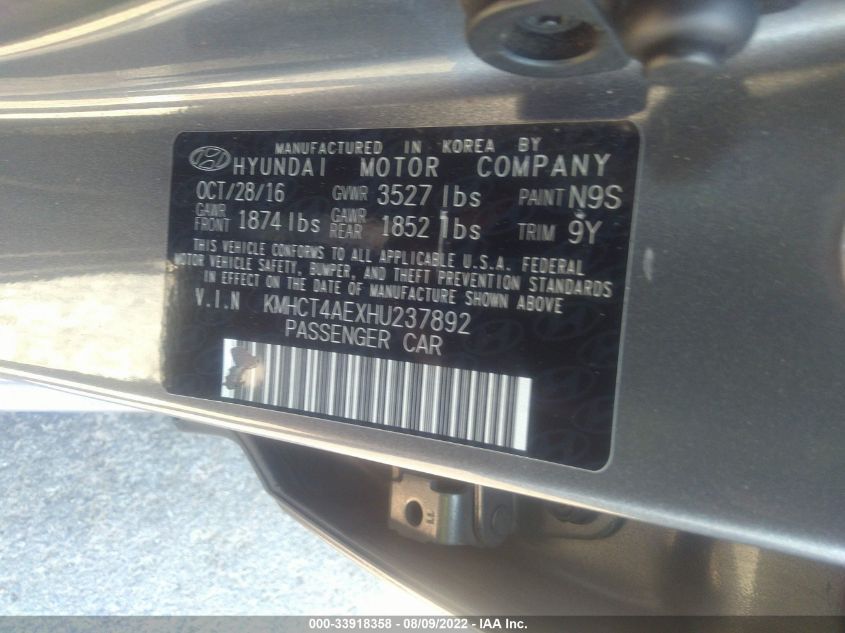 MANUFACTURED IN KOREA BY
HYUNDAI MOTOR COMPANY
OCT/28/16 GVWR 3527 lbs PAINT N9S
GAWR FRONT 1874 lbs GAWR REAR 1852 lbs TRIM 9Y
THIS VEHICLE CONFORMS TO ALL APPLICABLE U.S.A. FEDERAL
MOTOR VEHICLE SAFETY, BUMPER, AND THEFT PREVENTION STANDARDS
IN EFFECT ON THE DATE OF MANUFACTURE SHOWN ABOVE
V.I.N KMHCT4AEXHU237892
PASSENGER CAR
000-33918358 - 08/09/2022 - IAA Inc.